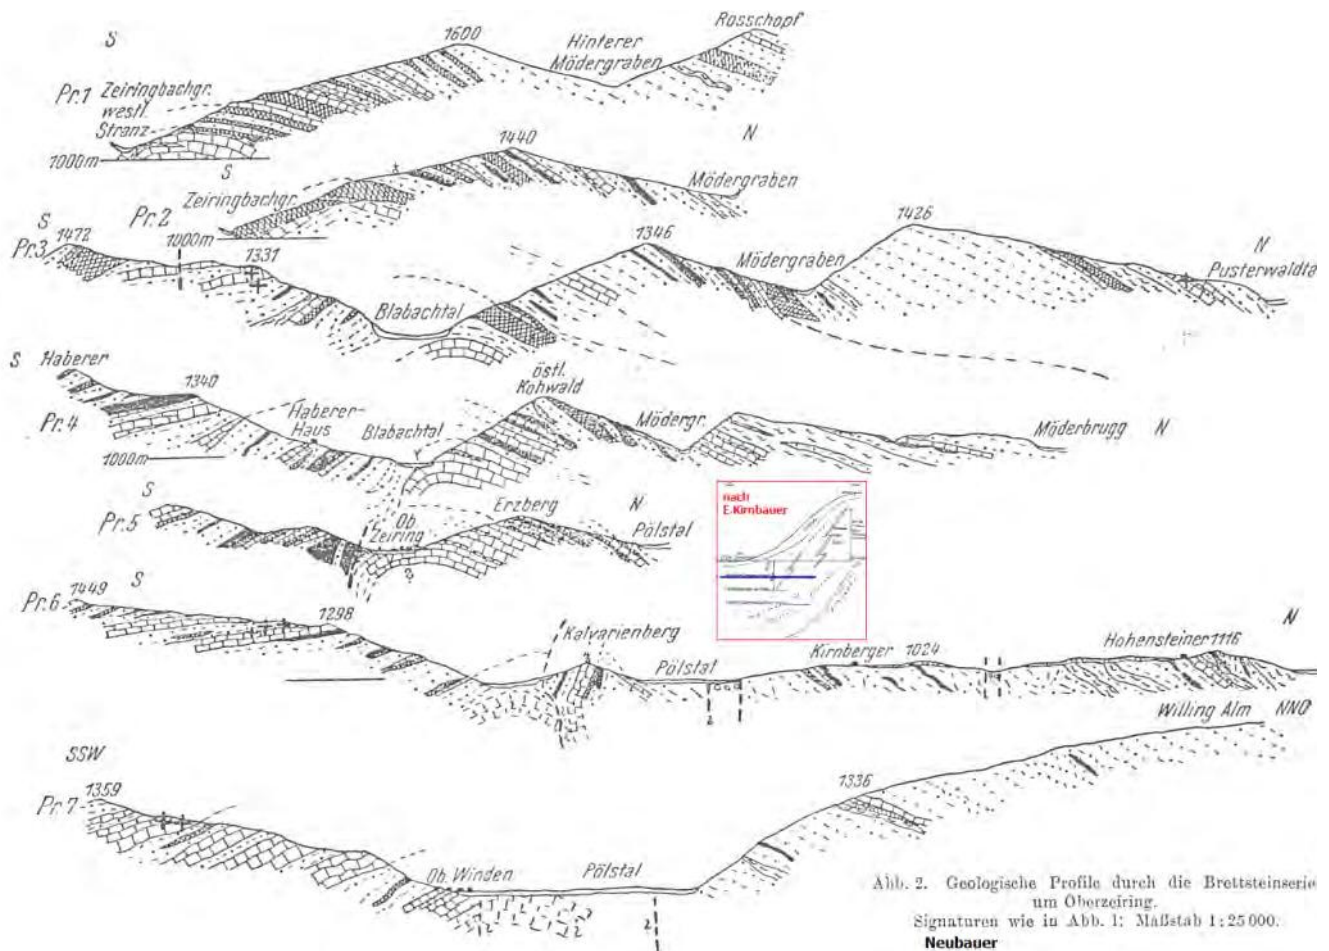 S
Pr.1
Zeiringbachgr.
westl.
Stranz
1000m
1600
Hinterer
Mödergraben
Rosschopf
N
S
Pr.2
Zeiringbachgr.
1000m
1440
Mödergraben
S
Pr.3
1472
1331
Blabachtal
1346
Mödergraben
1426
N
Pusterwaldta
S
Haberer
Pr.4
1340
Haberer-
Haus
1000m
Blabachtal
östl.
Kohwald
Mödergr.
Möderbrugg
N
S
Pr.5
Ob.
Zeiring
Erzberg
N
Pölstal
?
nach
E.Kirnbauer
S
1449
Pr.6
1298
Kalvarienberg
Pölstal
Kirnberger 1024
Hohensteiner 1116
N
SSW
1359
Pr.7
Ob. Winden
Pölstal
1336
Willing Alm
NNO
Abb. 2. Geologische Profile durch die Brettsteinserie
um Oberzeiring.
Signaturen wie in Abb. 1; Maßstab 1:25000.
Neubauer